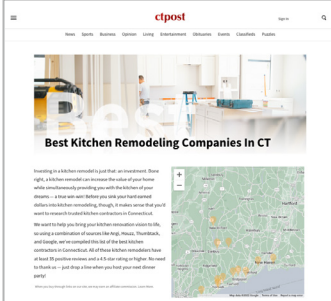 ctpost
Sign In
News Sports Business Opinion Living Entertainment Obituaries Events Classifieds Puzzles
Best
Best Kitchen Remodeling Companies In CT
Investing in a kitchen remodel is just that: an investment. Done
right, a kitchen remodel can increase the value of your home
while simultaneously providing you with the kitchen of your
dreams — a true win-win! Before you sink your hard-earned
dollars into kitchen remodeling, though, it makes sense that you'd
want to research trusted kitchen contractors in Connecticut.
We want to help you bring your kitchen renovation vision to life,
so using a combination of sources like Angi, Houzz, Thumbtack,
and Google, we've compiled this list of the best kitchen
contractors in Connecticut. All of these kitchen remodelers have
at least 35 positive reviews and a 4.5-star rating or higher. No need
to thank us — just drop a line when you host your next dinner
party!
+
−
Hartford
New Haven